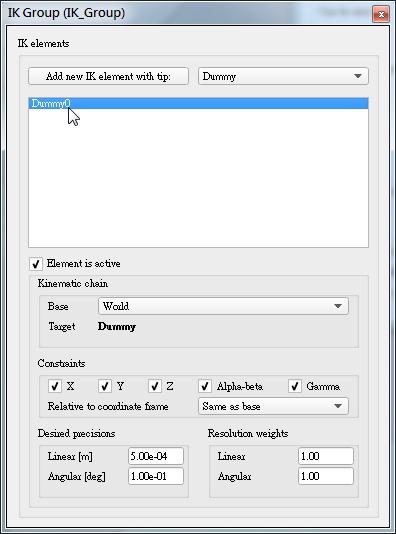 IK Group (IK_Group)
IK elements
Add new IK element with tip: Dummy
Dummy0
Element is active
Kinematic chain
Base World
Target Dummy
Constraints
X Y Z Alpha-beta Gamma
Relative to coordinate frame Same as base
Desired precisions Resolution weights
Linear [m] 5.00e-04 Linear 1.00
Angular [deg] 1.00e-01 Angular 1.00